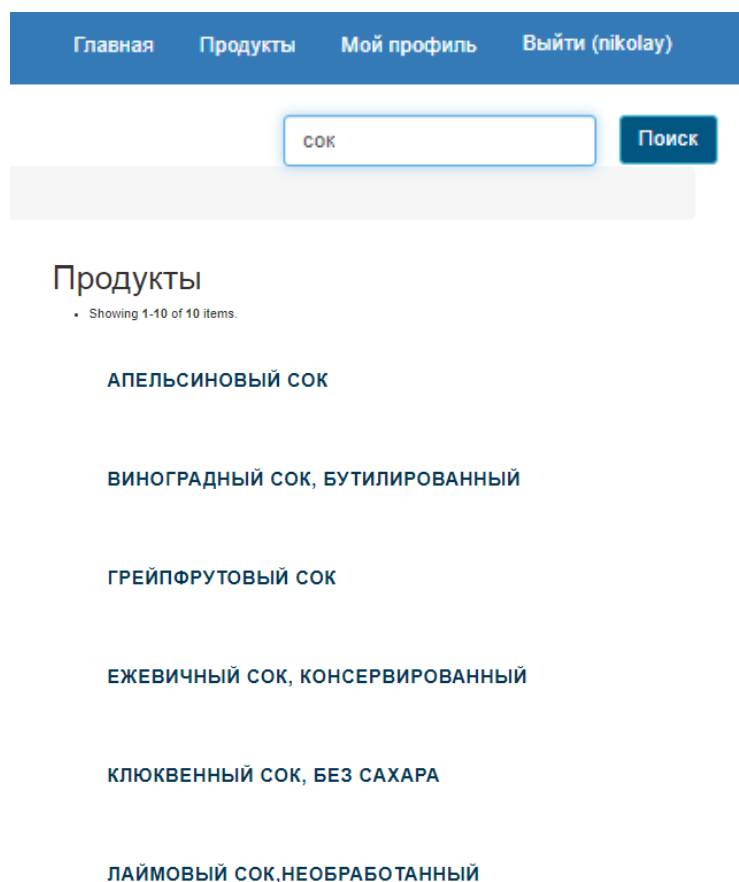 Главная Продукты Мой профиль Выйти (nikolay)
сок Поиск
Продукты
Showing 1-10 of 10 items.
АПЕЛЬСИНОВЫЙ СОК
ВИНОГРАДНЫЙ СОК, БУТИЛИРОВАННЫЙ
ГРЕЙПФРУТОВЫЙ СОК
ЕЖЕВИЧНЫЙ СОК, КОНСЕРВИРОВАННЫЙ
КЛЮКВЕННЫЙ СОК, БЕЗ САХАРА
ЛАЙМОВЫЙ СОК,НЕОБРАБОТАННЫЙ